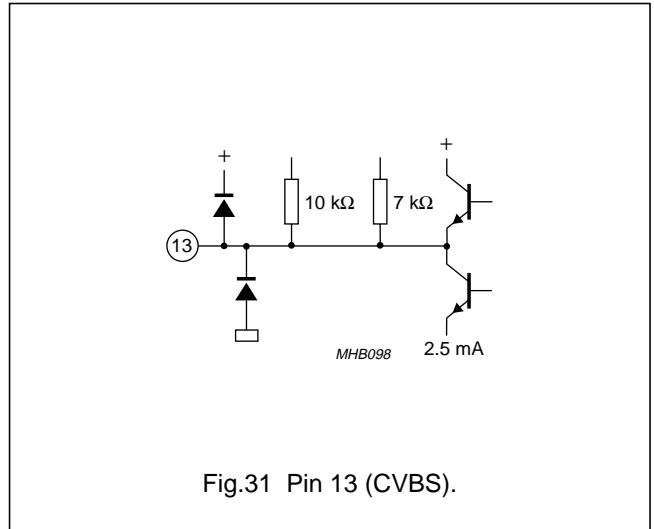 + +
10 kΩ 7 kΩ
13
MHB098 2.5 mA
Fig.31 Pin 13 (CVBS).